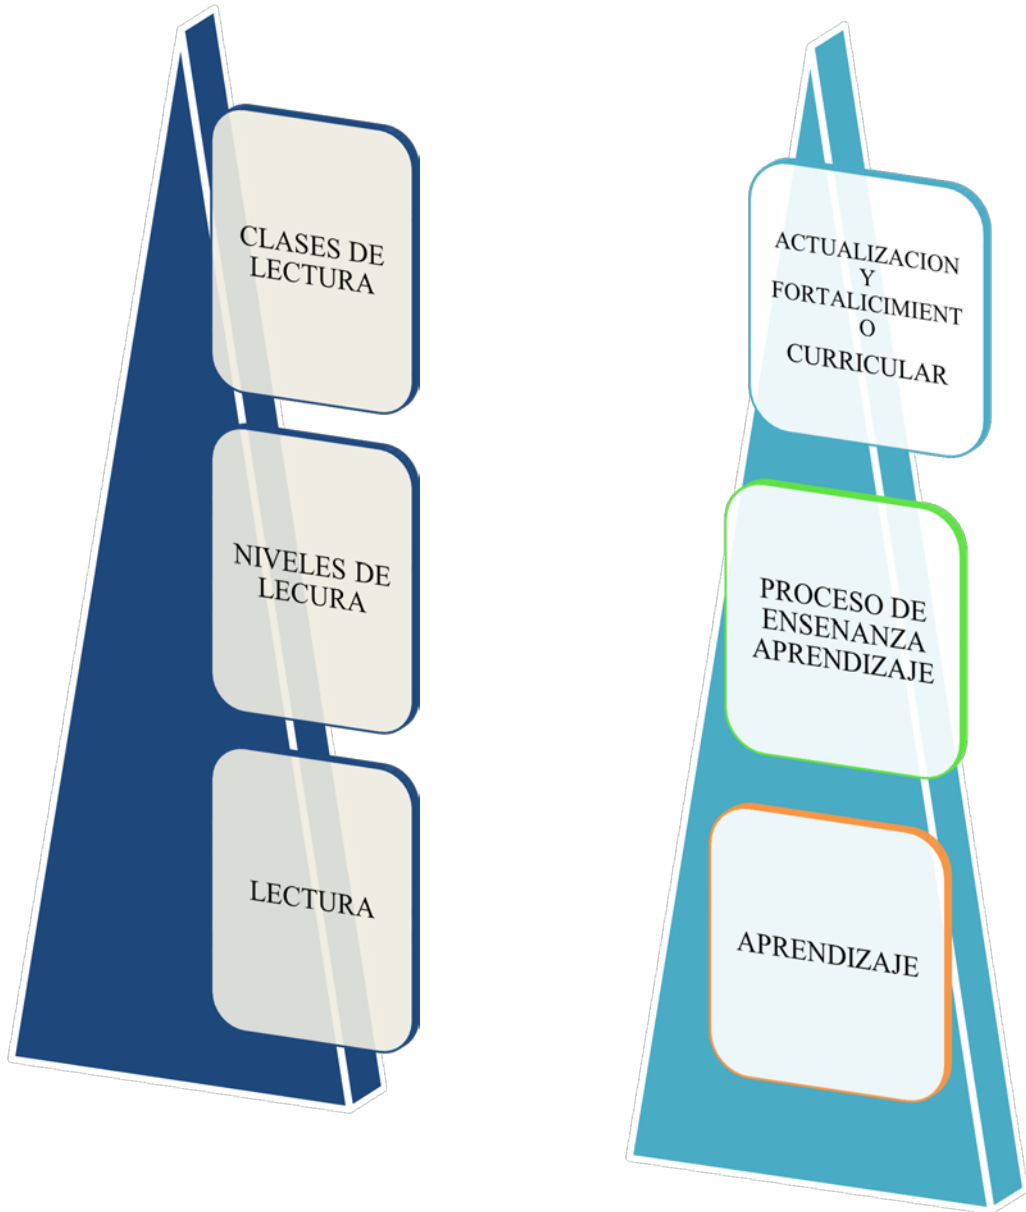 CLASES DE
LECTURA
NIVELES DE
LECURA
LECTURA
ACTUALIZACION
Y
FORTALICIMIENT
O
CURRICULAR
PROCESO DE
ENSENANZA
APRENDIZAJE
APRENDIZAJE